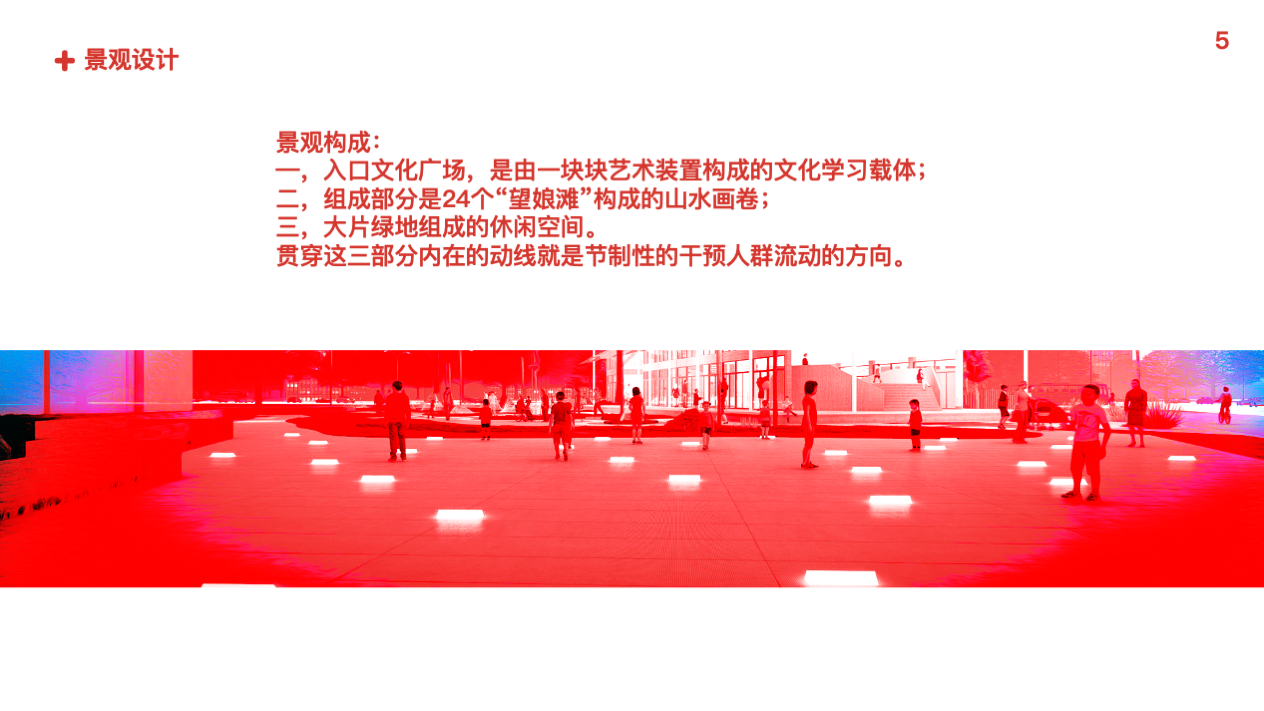 5
景观设计
景观构成：
一，入口文化广场，是由一块块艺术装置构成的文化学习载体；
二，组成部分是24个“望娘滩”构成的山水画卷；
三，大片绿地组成的休闲空间。
贯穿这三部分内在的动线就是节制性的干预人群流动的方向。